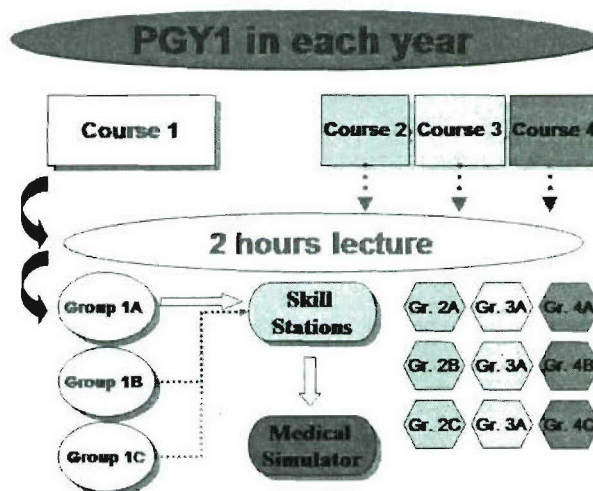 PGY1 in each year
Course 1
Course 2
Course 3
Course 4
2 hours lecture
Group 1A
Skill
Stations
Gr. 2A
Gr. 3A
Gr. 4A
Group 1B
Gr. 2B
Gr. 3A
Gr. 4B
Group 1C
Medical
Simulator
Gr. 2C
Gr. 3A
Gr. 4C